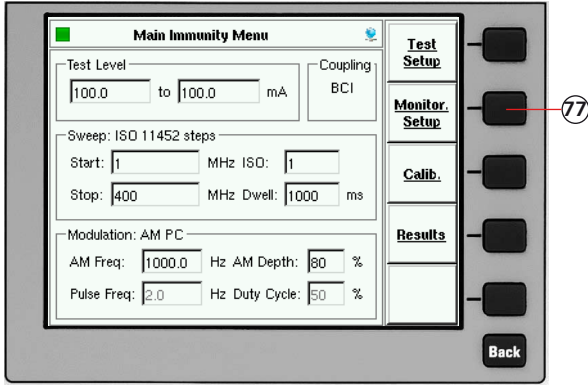 Main Immunity Menu
Test Level
100.0 to 100.0 mA
Coupling
BCI
Sweep: ISO 11452 steps
Start: 1 MHz ISO: 1
Stop: 400 MHz Dwell: 1000 ms
Modulation: AM PC
AM Freq: 1000.0 Hz AM Depth: 80 %
Pulse Freq: 2.0 Hz Duty Cycle: 50 %
Test
Setup
Monitor.
Setup
Calib.
Results
Back
77